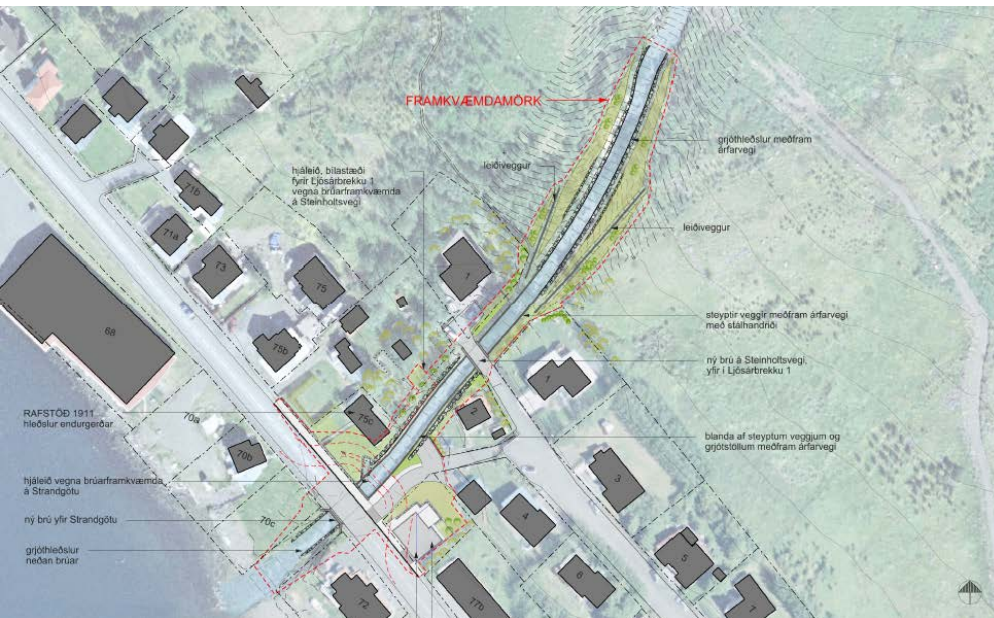 FRAMKVÆMDAMÖRK
grjóthleðslur meðfram
árfarvegi
leiðiveggur
hjáleið, bílastæði
fyrir Ljósárbrekku 1
vegna brúarframkvæmda
á Steinholtsvegi
leiðiveggur
71b
71a
73
75
1
68
75b
steyptir veggir meðfram árfarvegi
með stálhandriði
ný brú á Steinholtsvegi,
yfir í Ljósárbrekku 1
1
RAFSTÖÐ 1911
hleðslur endurgerðar
70a
75c
2
blanda af steyptum veggjum og
grjótstöllum meðfram árfarvegi
70b
3
hjáleið vegna brúarframkvæmda
á Strandgötu
4
ný brú yfir Strandgötu
70c
grjóthleðslur
neðan brúar
5
6
72
77b
7